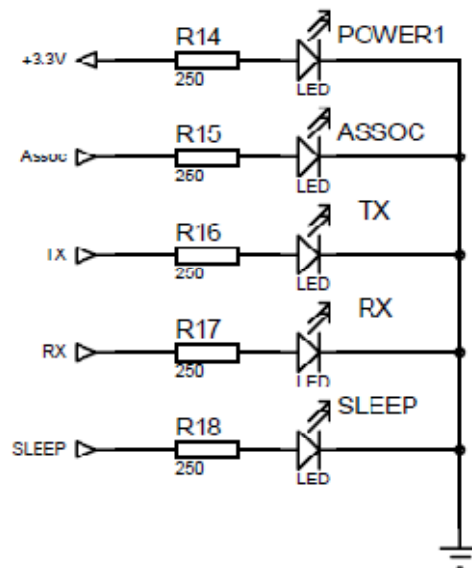 R14
POWER1
+3.3V
250
LED
R15
ASSOC
Assoc
250
LED
R16
TX
TX
250
LED
R17
RX
RX
250
LED
R18
SLEEP
SLEEP
250
LED